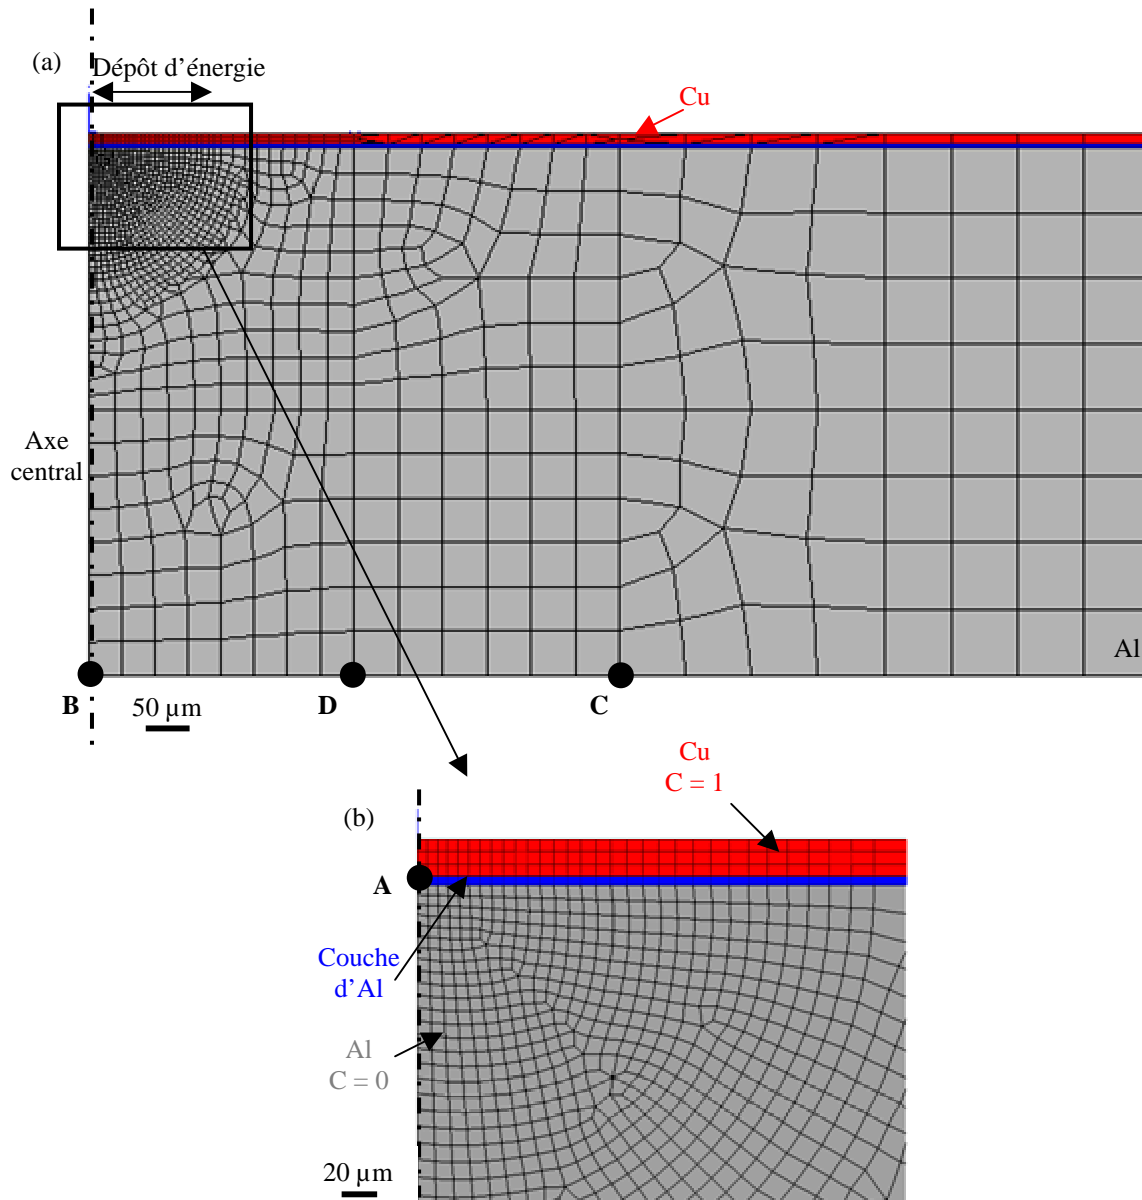 (a)
Dépôt d'énergie
Cu
Axe
central
Al
B
D
C
50 µm
Cu
C = 1
(b)
A
Couche
d'Al
Al
C = 0
20 µm